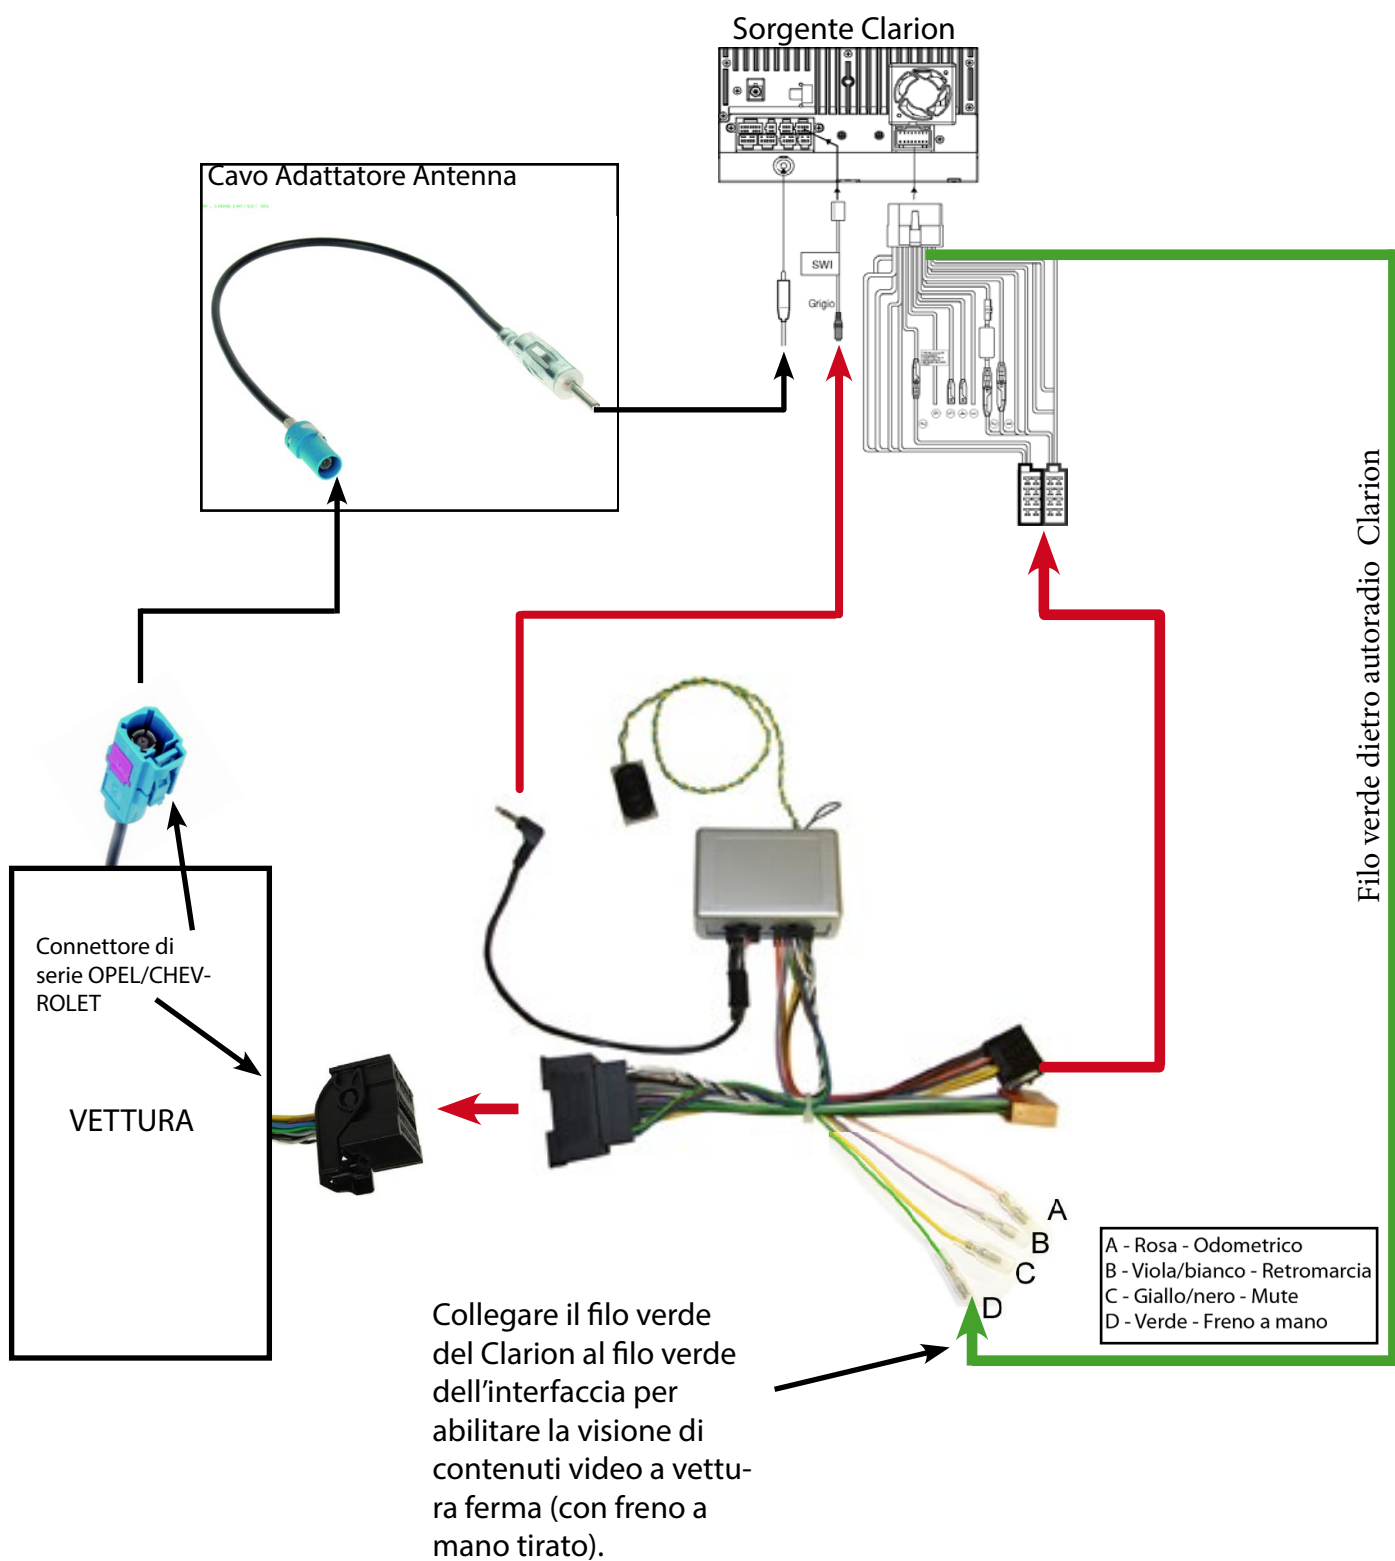 Sorgente Clarion
Cavo Adattatore Antenna
SWI
Grigio
Filo verde dietro autoradio Clarion
Connettore di
serie OPEL/CHEV-
ROLET
VETTURA
A
B
C
D
A - Rosa - Odometrico
B - Viola/bianco - Retromarcia
C - Giallo/nero - Mute
D - Verde - Freno a mano
Collegare il filo verde
del Clarion al filo verde
dell'interfaccia per
abilitare la visione di
contenuti video a vettu-
ra ferma (con freno a
mano tirato).